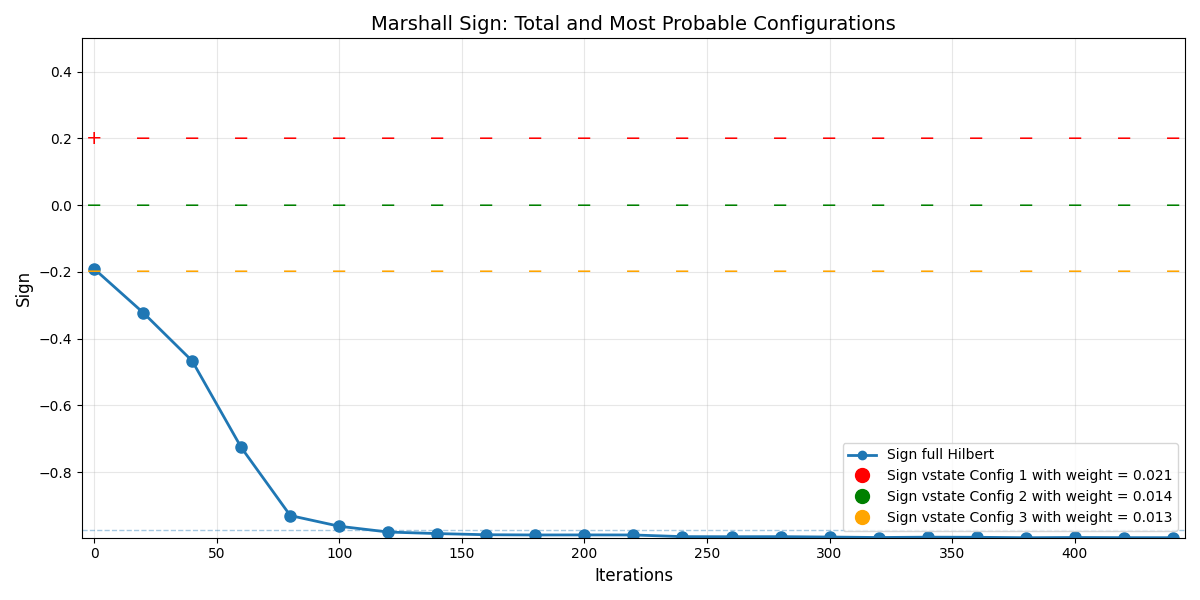 Marshall Sign: Total and Most Probable Configurations
0.4
0.2
0.0
−0.2
−0.4
−0.6
−0.8
Sign
Sign full Hilbert
Sign vstate Config 1 with weight = 0.021
Sign vstate Config 2 with weight = 0.014
Sign vstate Config 3 with weight = 0.013
0 50 100 150 200 250 300 350 400
Iterations